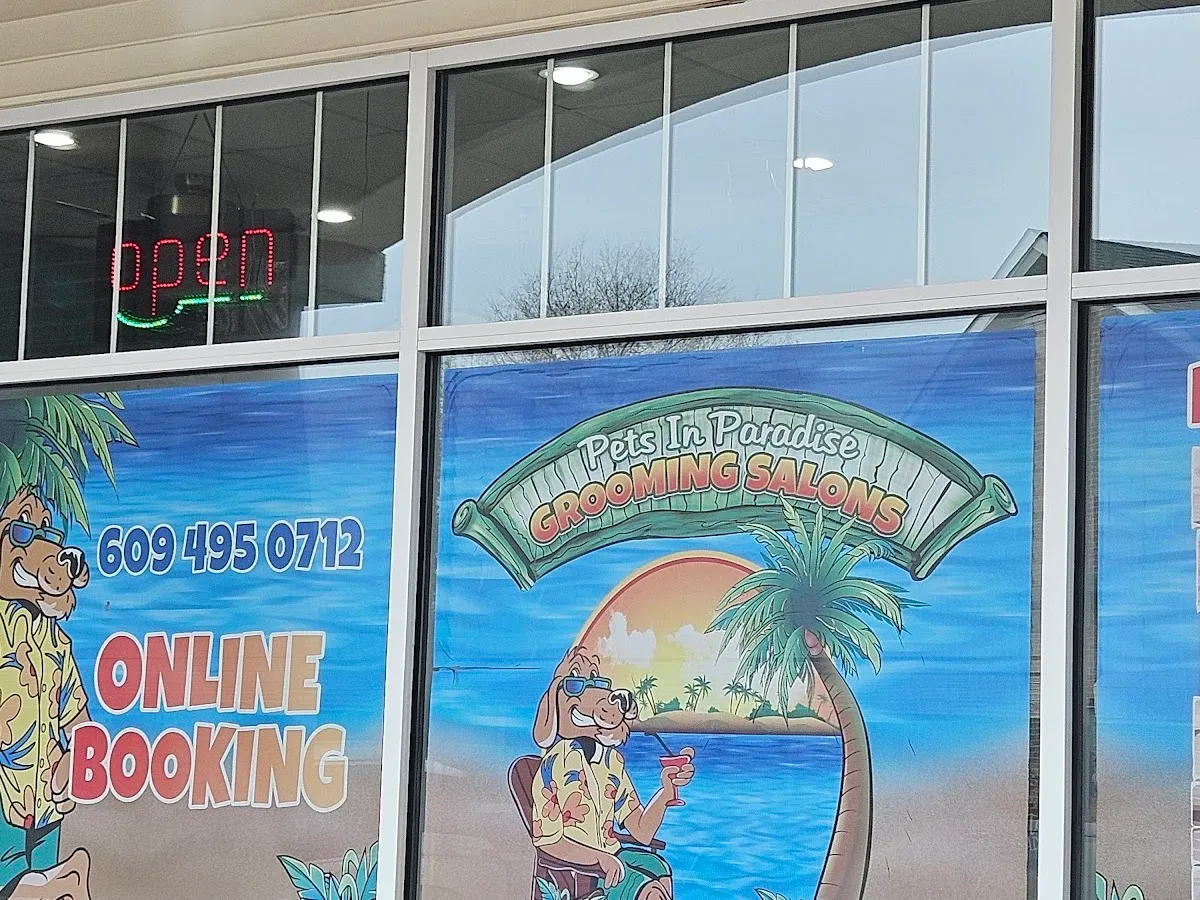 open
609 495 0712
ONLINE
BOOKING
Pets In Paradise
GROOMING SALONS